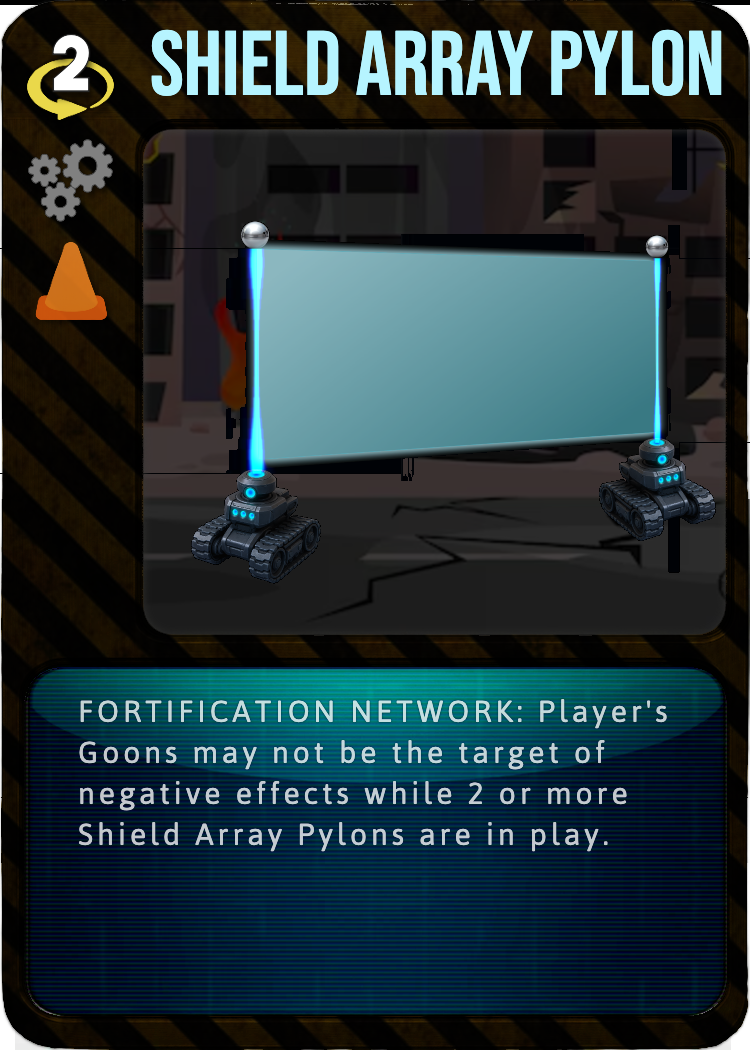 2
SHIELD ARRAY PYLON
FORTIFICATION NETWORK: Player's
Goons may not be the target of
negative effects while 2 or more
Shield Array Pylons are in play.